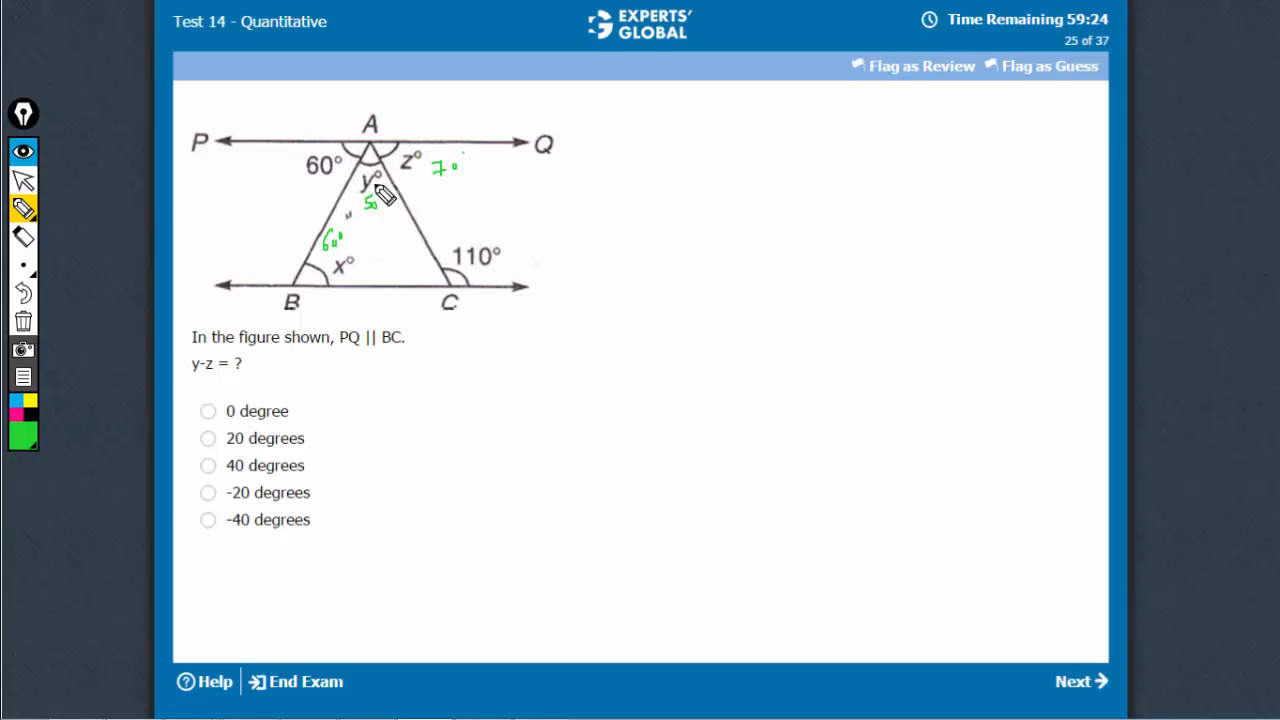 Test 14 - Quantitative
EXPERTS'
GLOBAL
Time Remaining 59:24
25 of 37
Flag as Review
Flag as Guess
A
P
Q
60°
z°
70
y°
50
60°
x°
110°
B
C
In the figure shown, PQ || BC.
y-z = ?
0 degree
20 degrees
40 degrees
-20 degrees
-40 degrees
Help
End Exam
Next